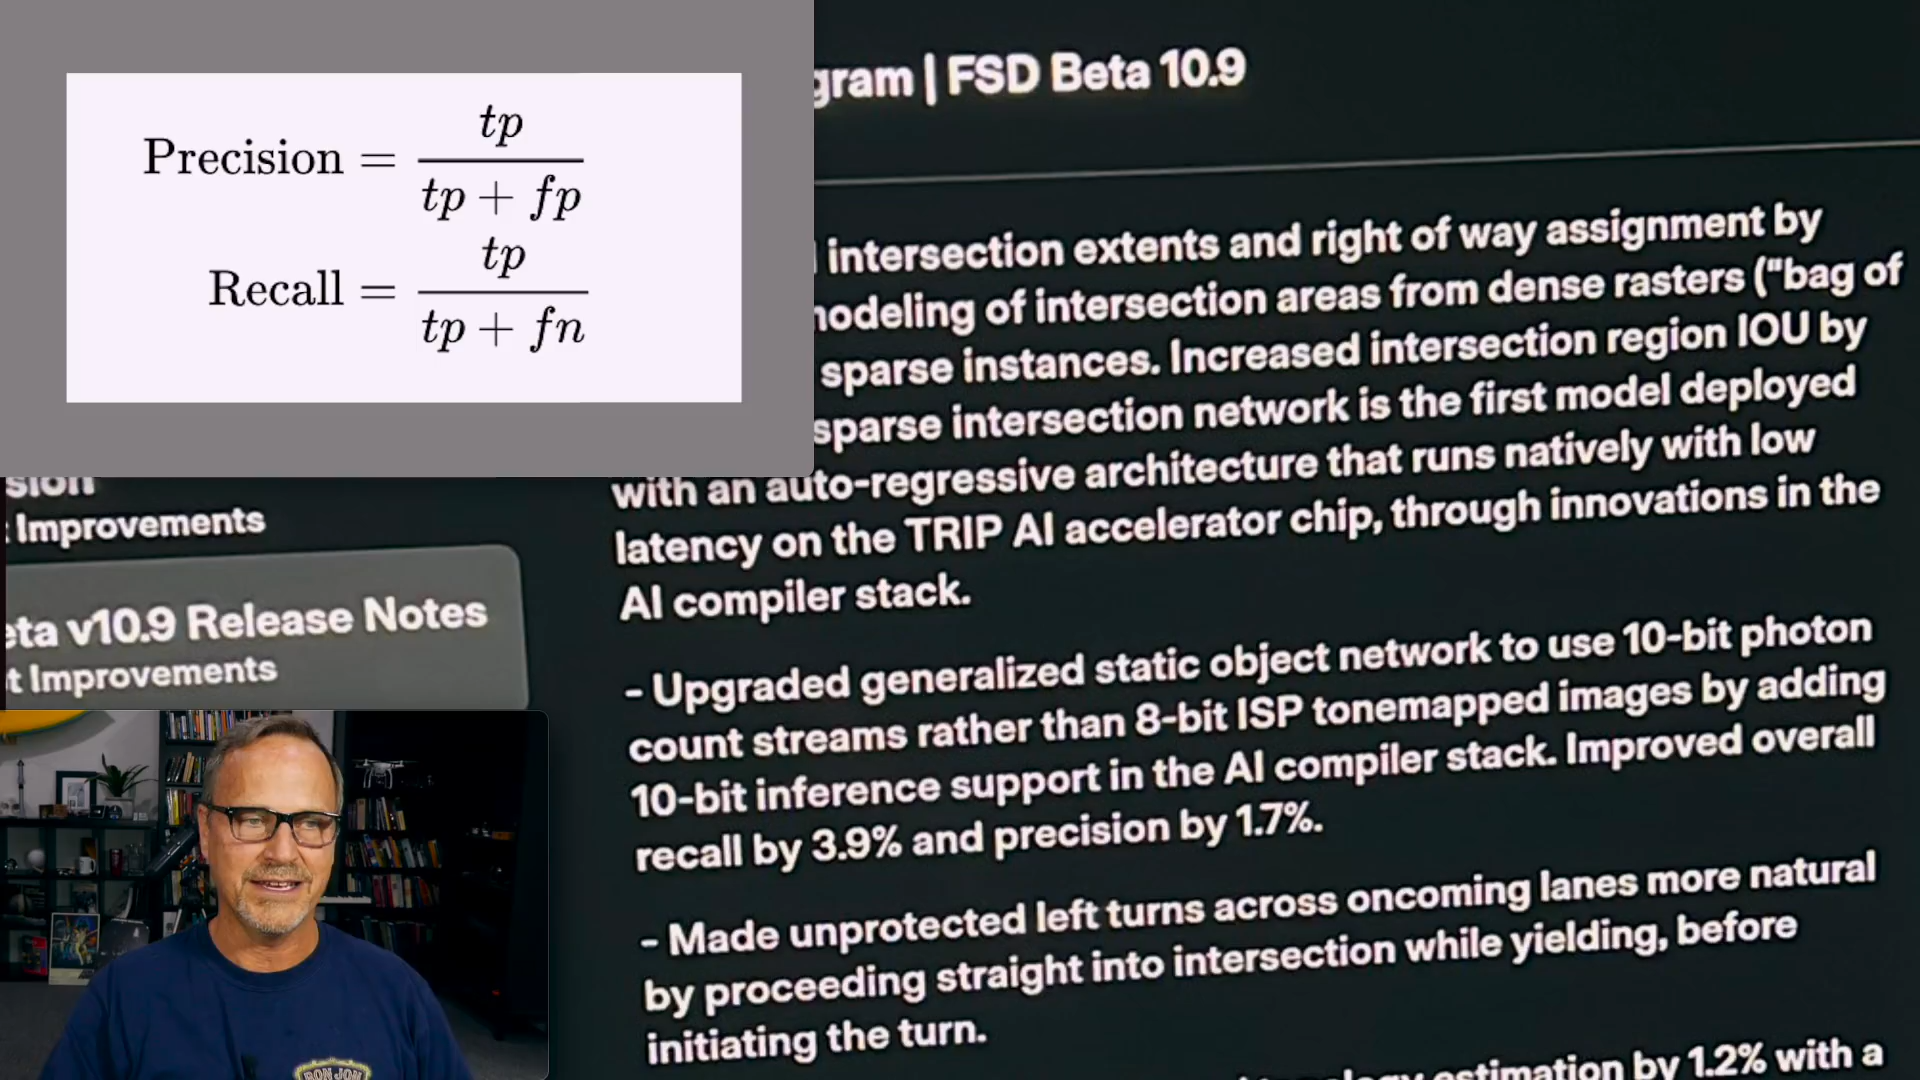 Precision = tp / tp + fp
Recall = tp / tp + fn
gram | FSD Beta 10.9
intersection extents and right of way assignment by
odeling of intersection areas from dense rasters ("bag of
sparse instances. Increased intersection region IOU by
sparse intersection network is the first model deployed
with an auto-regressive architecture that runs natively with low
latency on the TRIP AI accelerator chip, through innovations in the
AI compiler stack.
- Upgraded generalized static object network to use 10-bit photon
count streams rather than 8-bit ISP tonemapped images by adding
10-bit inference support in the AI compiler stack. Improved overall
recall by 3.9% and precision by 1.7%.
- Made unprotected left turns across oncoming lanes more natural
by proceeding straight into intersection while yielding, before
initiating the turn.
estimation by 1.2% with a
sion
Improvements
eta v10.9 Release Notes
t Improvements
RON JON